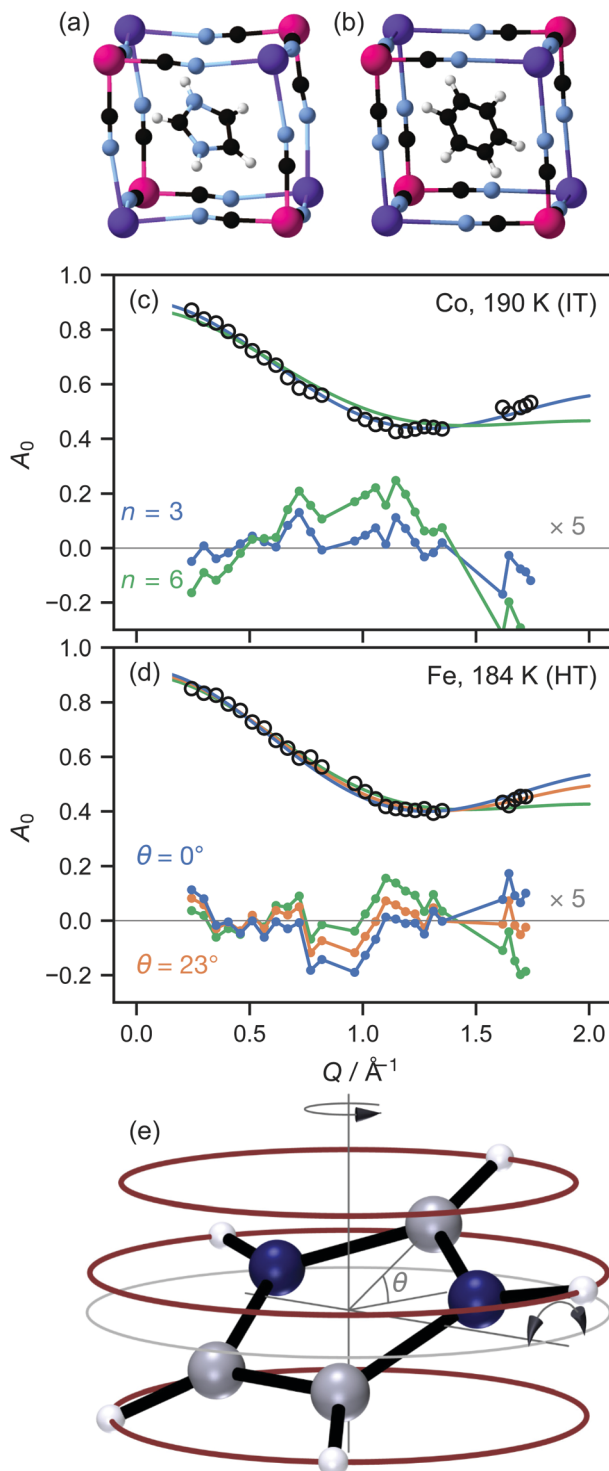 (a)
(b)
(c)
Co, 190 K (IT)
1.0
0.8
0.6
0.4
0.2
0.0
−0.2
A₀
n = 3
n = 6
× 5
(d)
Fe, 184 K (HT)
1.0
0.8
0.6
0.4
0.2
0.0
−0.2
A₀
θ = 0°
θ = 23°
× 5
0.0 0.5 1.0 1.5 2.0
Q / Å⁻¹
(e)
θ